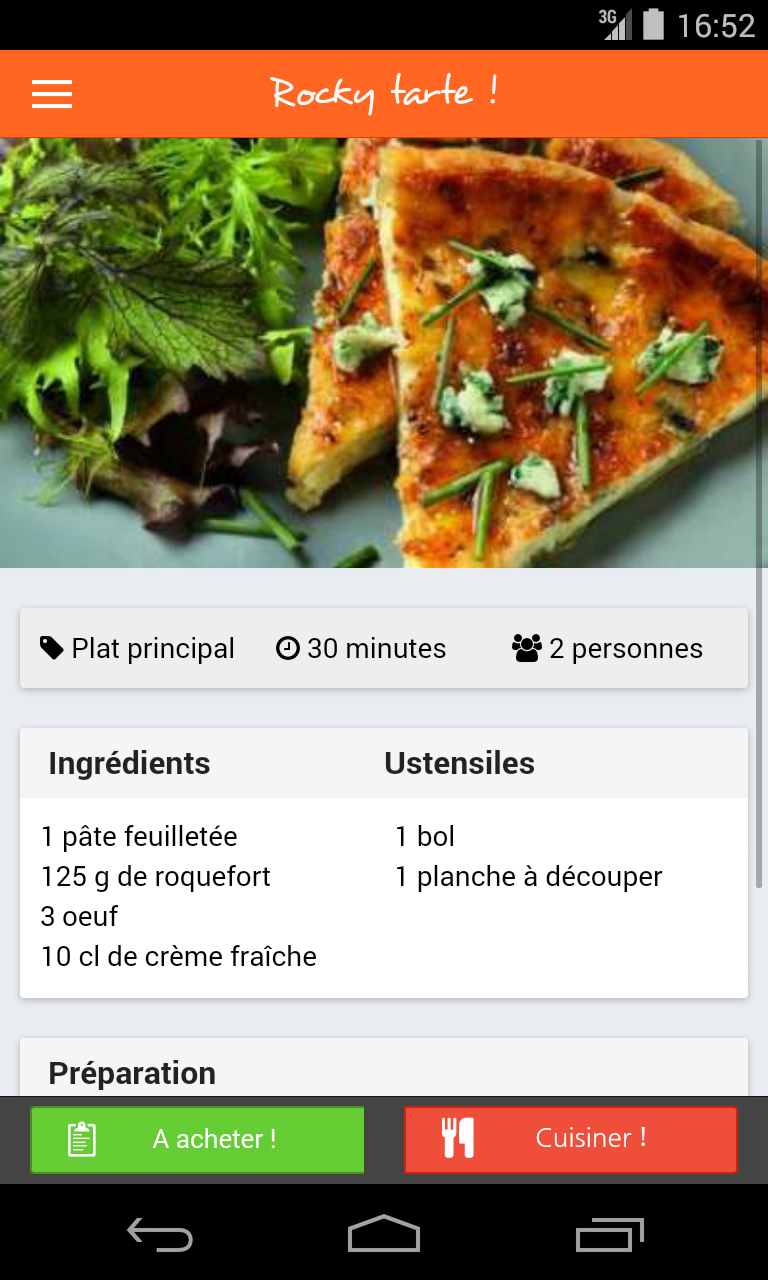 3G 16:52
Rocky tarte !
Plat principal 30 minutes 2 personnes
Ingrédients Ustensiles
1 pâte feuilletée 1 bol
125 g de roquefort 1 planche à découper
3 oeuf
10 cl de crème fraîche
Préparation
A acheter ! Cuisiner !